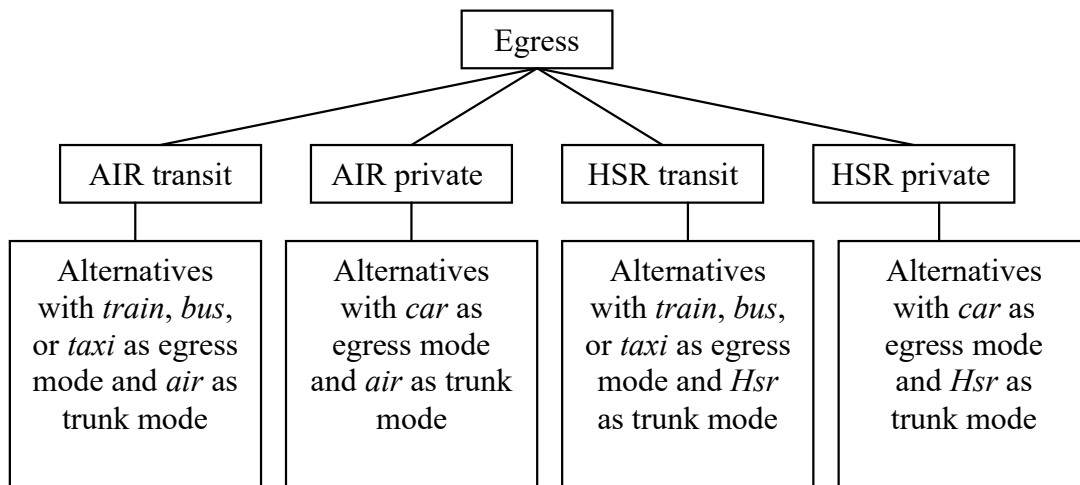 Egress
AIR transit
AIR private
HSR transit
HSR private
Alternatives
with train, bus,
or taxi as egress
mode and air as
trunk mode
Alternatives
with car as
egress mode
and air as trunk
mode
Alternatives
with train, bus,
or taxi as egress
mode and Hsr
as trunk mode
Alternatives
with car as
egress mode
and Hsr as
trunk mode